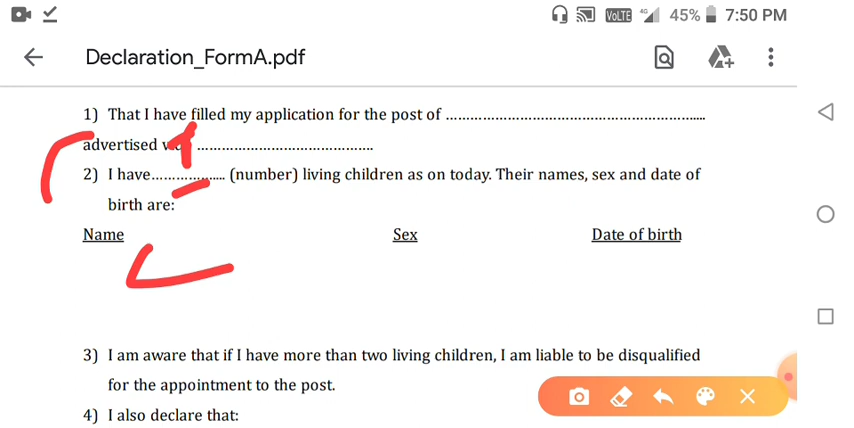 VoLTE 4G 45% 7:50 PM
Declaration_FormA.pdf
1) That I have filled my application for the post of ........................................................................
advertised ..................................................
2) I have..................... (number) living children as on today. Their names, sex and date of
birth are:
Name Sex Date of birth
3) I am aware that if I have more than two living children, I am liable to be disqualified
for the appointment to the post.
4) I also declare that: